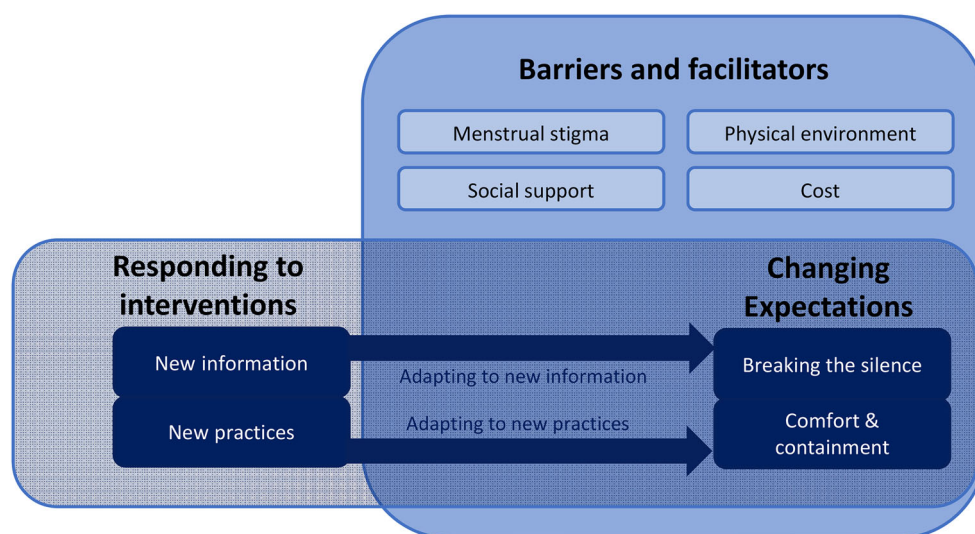 Barriers and facilitators
Menstrual stigma
Physical environment
Social support
Cost
Responding to
interventions
Changing
Expectations
New information
Adapting to new information
Breaking the silence
New practices
Adapting to new practices
Comfort &
containment